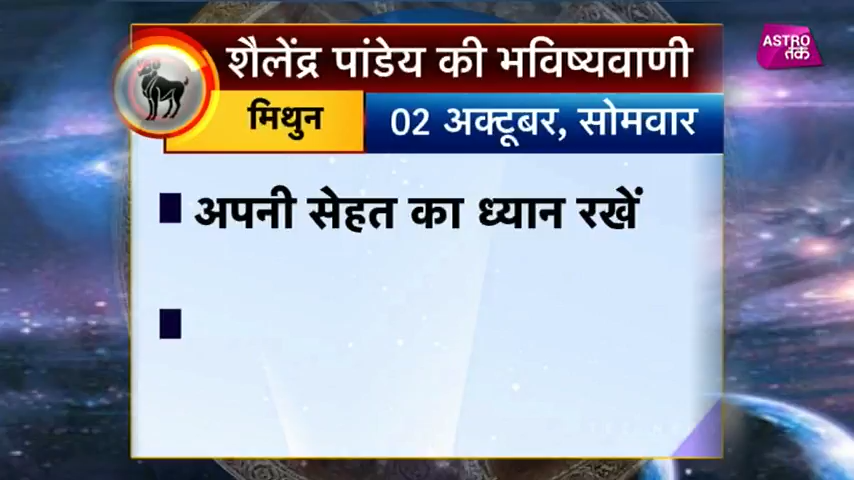 शैलेंद्र पांडेय की भविष्यवाणी
ASTRO
तक
मिथुन
02 अक्टूबर, सोमवार
अपनी सेहत का ध्यान रखें